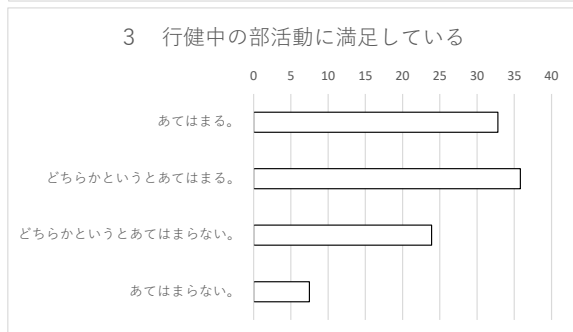 3　行健中の部活動に満足している
0 5 10 15 20 25 30 35 40
あてはまる。
どちらかというとあてはまる。
どちらかというとあてはまらない。
あてはまらない。